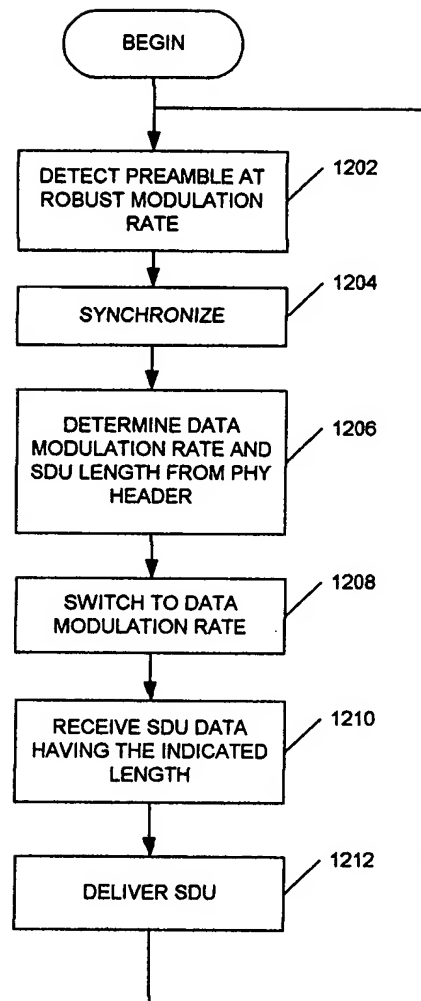 BEGIN
DETECT PREAMBLE AT
ROBUST MODULATION
RATE
1202
SYNCHRONIZE
1204
DETERMINE DATA
MODULATION RATE AND
SDU LENGTH FROM PHY
HEADER
1206
SWITCH TO DATA
MODULATION RATE
1208
RECEIVE SDU DATA
HAVING THE INDICATED
LENGTH
1210
DELIVER SDU
1212